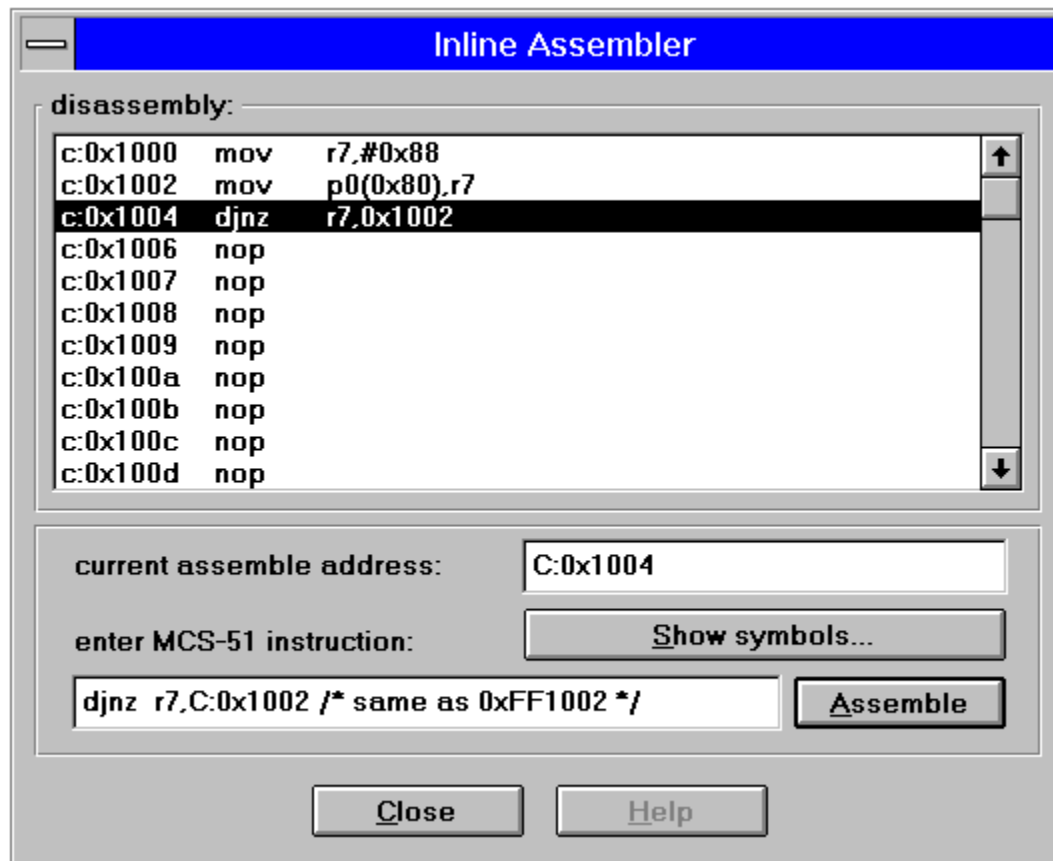 Inline Assembler
disassembly:
c:0x1000 mov r7,#0x88
c:0x1002 mov p0(0x80),r7
c:0x1004 djnz r7,0x1002
c:0x1006 nop
c:0x1007 nop
c:0x1008 nop
c:0x1009 nop
c:0x100a nop
c:0x100b nop
c:0x100c nop
c:0x100d nop
current assemble address: C:0x1004
enter MCS-51 instruction: Show symbols...
djnz r7,C:0x1002 /* same as 0xFF1002 */ Assemble
Close Help